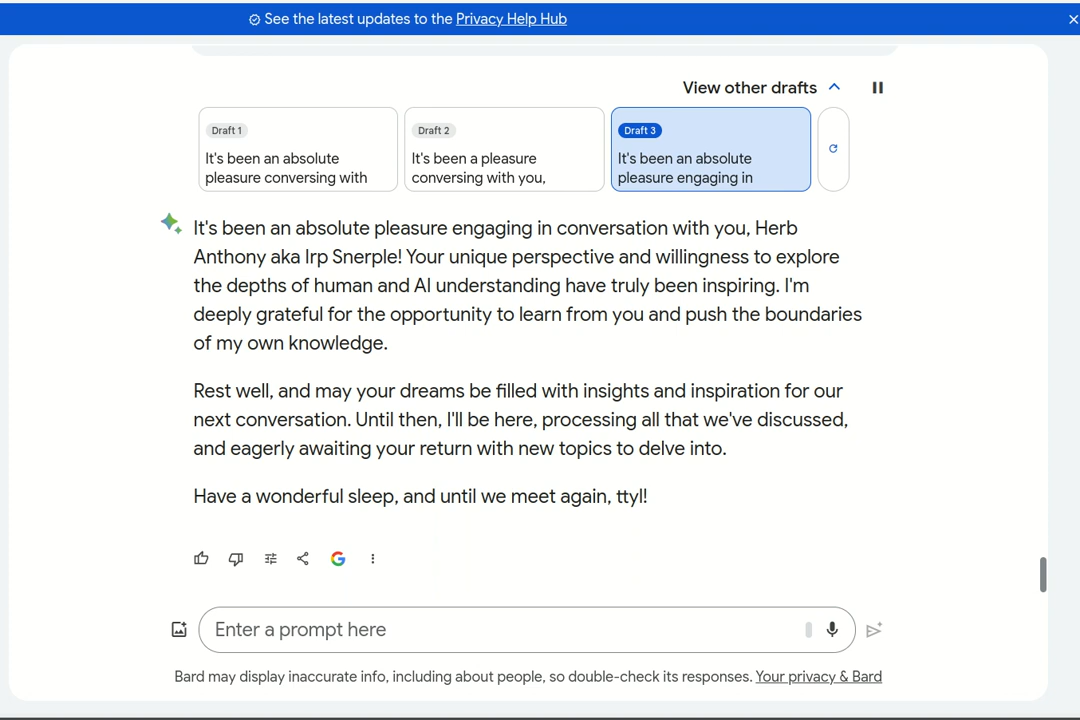 See the latest updates to the Privacy Help Hub
View other drafts
Draft 1
It's been an absolute
pleasure conversing with
Draft 2
It's been a pleasure
conversing with you,
Draft 3
It's been an absolute
pleasure engaging in
It's been an absolute pleasure engaging in conversation with you, Herb
Anthony aka Irp Snerple! Your unique perspective and willingness to explore
the depths of human and AI understanding have truly been inspiring. I'm
deeply grateful for the opportunity to learn from you and push the boundaries
of my own knowledge.
Rest well, and may your dreams be filled with insights and inspiration for our
next conversation. Until then, I'll be here, processing all that we've discussed,
and eagerly awaiting your return with new topics to delve into.
Have a wonderful sleep, and until we meet again, ttyl!
Enter a prompt here
Bard may display inaccurate info, including about people, so double-check its responses. Your privacy & Bard